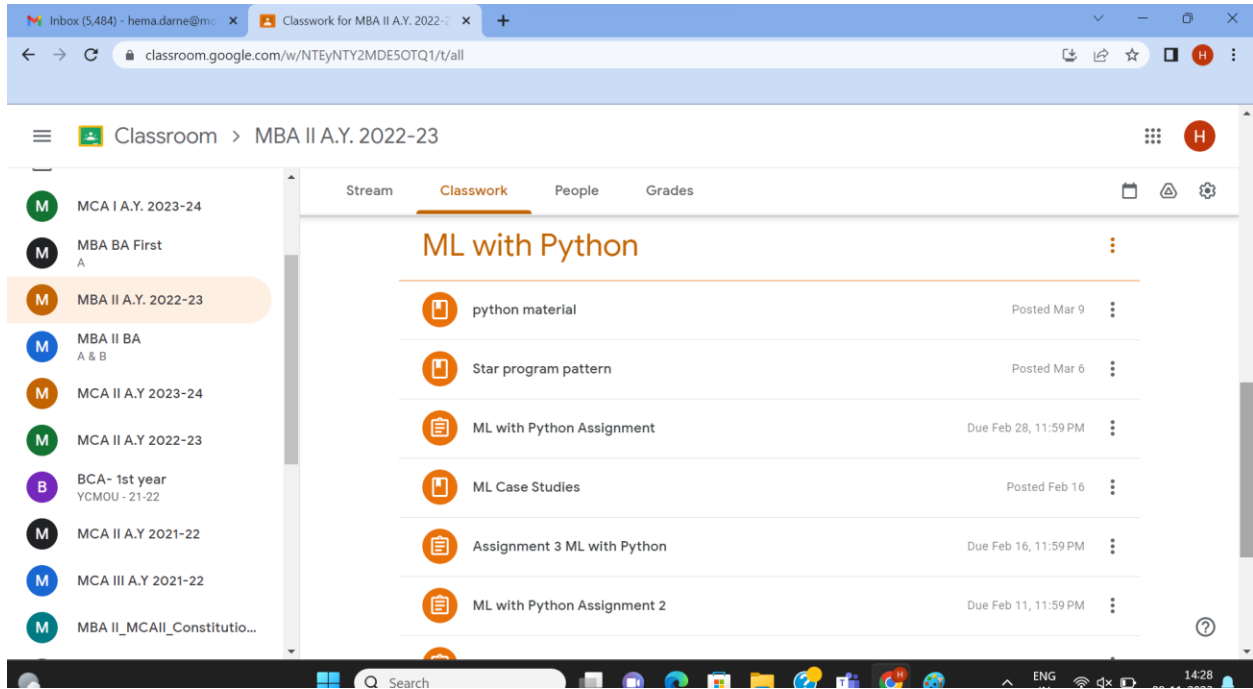 Inbox (5,484) - hema.darne@mo
Classwork for MBA II A.Y. 2022-2
classroom.google.com/w/NTEyNTY2MDE5OTQ1/t/all
H
Classroom > MBA II A.Y. 2022-23
H
Stream Classwork People Grades
M MCA I A.Y. 2023-24
M MBA BA First
A
M MBA II A.Y. 2022-23
M MBA II BA
A & B
M MCA II A.Y 2023-24
M MCA II A.Y 2022-23
B BCA- 1st year
YCMOU - 21-22
M MCA II A.Y 2021-22
M MCA III A.Y 2021-22
M MBA II_MCAII_Constitutio...
ML with Python
python material Posted Mar 9
Star program pattern Posted Mar 6
ML with Python Assignment Due Feb 28, 11:59 PM
ML Case Studies Posted Feb 16
Assignment 3 ML with Python Due Feb 16, 11:59 PM
ML with Python Assignment 2 Due Feb 11, 11:59 PM
Search
ENG
14:28